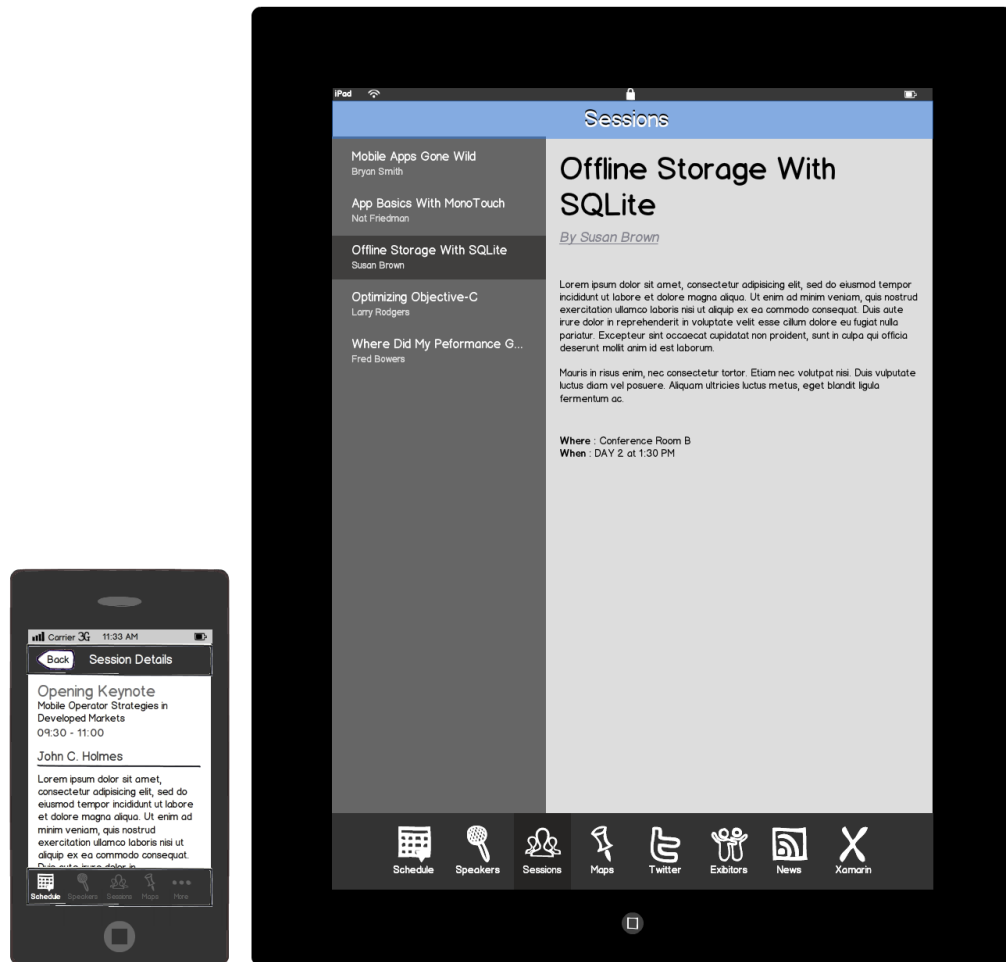 iPad
Sessions
Mobile Apps Gone Wild
Bryan Smith
App Basics With MonoTouch
Nat Friedman
Offline Storage With SQLite
Susan Brown
Optimizing Objective-C
Larry Rodgers
Where Did My Peformance G...
Fred Bowers
Offline Storage With
SQLite
By Susan Brown
Lorem ipsum dolor sit amet, consectetur adipisicing elit, sed do eiusmod tempor
incididunt ut labore et dolore magna aliqua. Ut enim ad minim veniam, quis nostrud
exercitation ullamco laboris nisi ut aliquip ex ea commodo consequat. Duis aute
irure dolor in reprehenderit in voluptate velit esse cillum dolore eu fugiat nulla
pariatur. Excepteur sint occaecat cupidatat non proident, sunt in culpa qui officia
deserunt mollit anim id est laborum.
Mauris in risus enim, nec consectetur tortor. Etiam nec volutpat nisi. Duis vulputate
luctus diam vel posuere. Aliquam ultricies luctus metus, eget blandit ligula
fermentum ac.
Where : Conference Room B
When : DAY 2 at 1:30 PM
Schedule Speakers Sessions Maps Twitter Exibitors News Xamarin
Carrier 3G 11:33 AM
Back Session Details
Opening Keynote
Mobile Operator Strategies in
Developed Markets
09:30 - 11:00
John C. Holmes
Lorem ipsum dolor sit amet,
consectetur adipisicing elit, sed do
eiusmod tempor incididunt ut labore
et dolore magna aliqua. Ut enim ad
minim veniam, quis nostrud
exercitation ullamco laboris nisi ut
aliquip ex ea commodo consequat.
Duis aute irure dolor in
Schedule Speakers Sessions Maps More